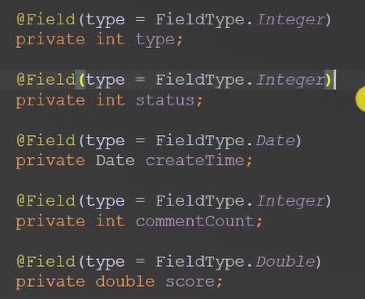 @Field(type = FieldType.Integer)
private int type;
@Field(type = FieldType.Integer)
private int status;
@Field(type = FieldType.Date)
private Date createTime;
@Field(type = FieldType.Integer)
private int commentCount;
@Field(type = FieldType.Double)
private double score;